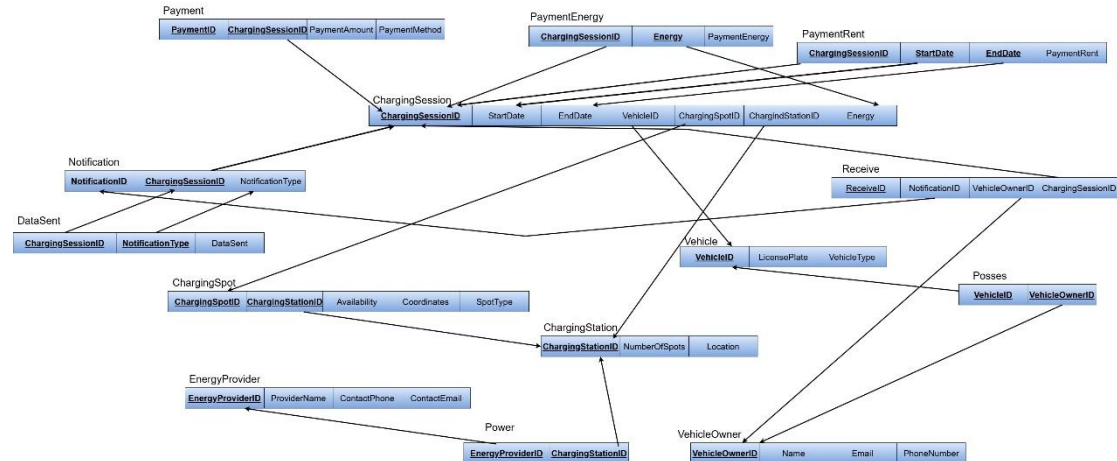 Payment
PaymentID ChargingSessionID PaymentAmount PaymentMethod
PaymentEnergy
ChargingSessionID Energy PaymentEnergy
PaymentRent
ChargingSessionID StartDate EndDate PaymentRent
ChargingSession
ChargingSessionID StartDate EndDate VehicleID ChargingSpotID ChargindStationID Energy
Notification
NotificationID ChargingSessionID NotificationType
Receive
ReceiveID NotificationID VehicleOwnerID ChargingSessionID
DataSent
ChargingSessionID NotificationType DataSent
Vehicle
VehicleID LicensePlate VehicleType
ChargingSpot
ChargingSpotID ChargingStationID Availability Coordinates SpotType
Posses
VehicleID VehicleOwnerID
ChargingStation
ChargingStationID NumberOfSpots Location
EnergyProvider
EnergyProviderID ProviderName ContactPhone ContactEmail
Power
EnergyProviderID ChargingStationID
VehicleOwner
VehicleOwnerID Name Email PhoneNumber